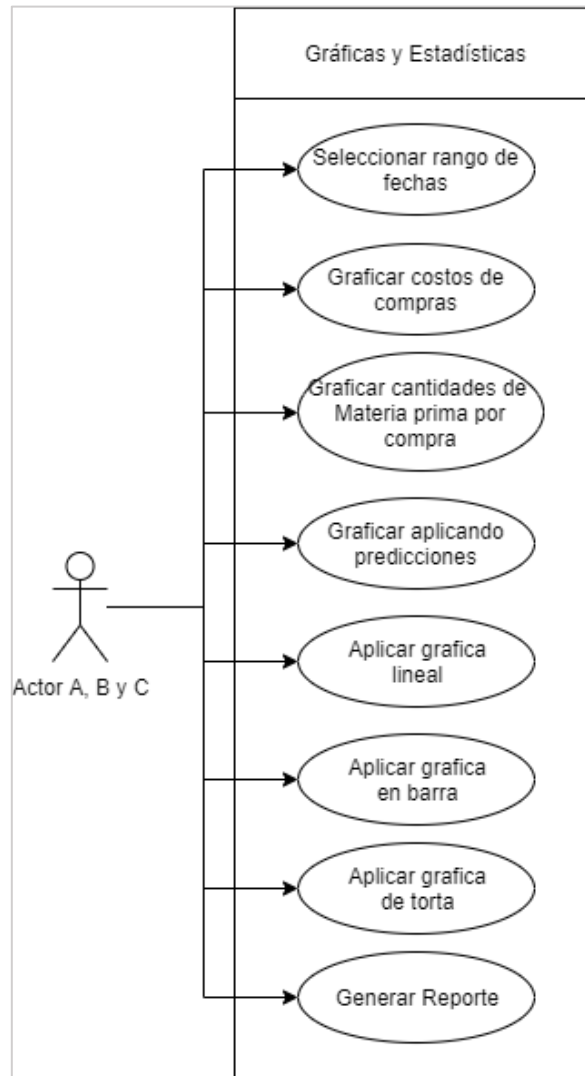 Gráficas y Estadísticas
Seleccionar rango de
fechas
Graficar costos de
compras
Graficar cantidades de
Materia prima por
compra
Graficar aplicando
predicciones
Aplicar grafica
lineal
Actor A, B y C
Aplicar grafica
en barra
Aplicar grafica
de torta
Generar Reporte